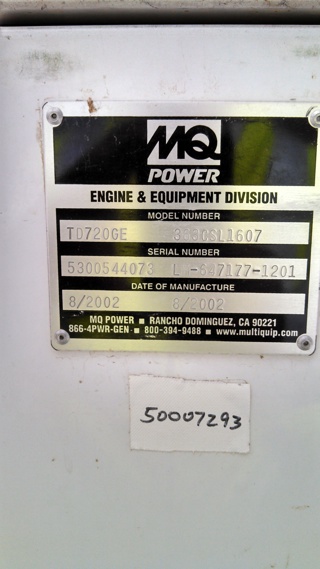 MQ
POWER
ENGINE & EQUIPMENT DIVISION
MODEL NUMBER
TD720GE
SERIAL NUMBER
5300544073
DATE OF MANUFACTURE
8/2002 8/2002
MQ POWER ■ RANCHO DOMINGUEZ, CA 90221
866-4PWR-GEN ■ 800-394-9488 ■ www.multiquip.com
50007293